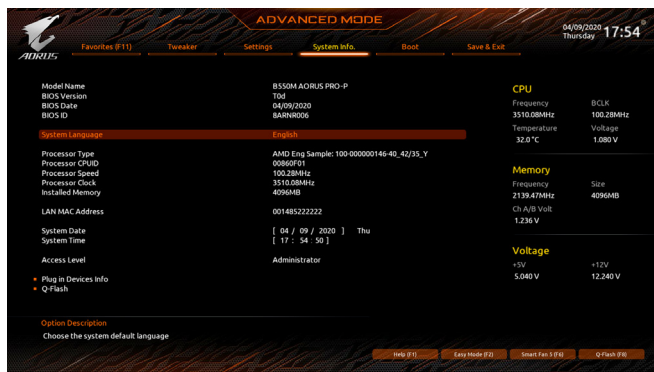 ADVANCED MODE
04/09/2020 Thursday 17:54
AORUS
Favorites (F11) Tweaker Settings System Info. Boot Save & Exit
Model Name B550M AORUS PRO-P
BIOS Version T0d
BIOS Date 04/09/2020
BIOS ID 8ARNR006
System Language English
Processor Type AMD Eng Sample: 100-000000146-40_42/35_Y
Processor CPUID 00860F01
Processor Speed 100.28MHz
Processor Clock 3510.08MHz
Installed Memory 4096MB
LAN MAC Address 001485222222
System Date [ 04 / 09 / 2020 ] Thu
System Time [ 17 : 54 : 50 ]
Access Level Administrator
Plug in Devices Info
Q-Flash
CPU
Frequency BCLK
3510.08MHz 100.28MHz
Temperature Voltage
32.0 °C 1.080 V
Memory
Frequency Size
2139.47MHz 4096MB
Ch A/B Volt
1.236 V
Voltage
+5V +12V
5.040 V 12.240 V
Option Description
Choose the system default language
Help (F1) Easy Mode (F2) Smart Fan 5 (F6) Q-Flash (F8)